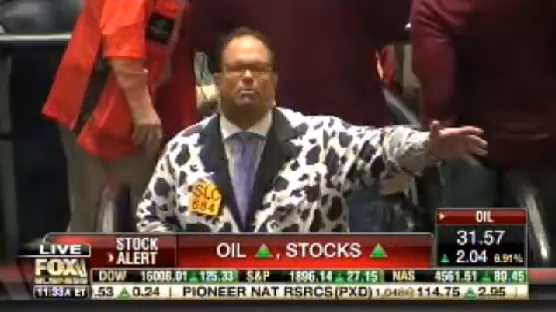 SLC
684
OIL
31.57
▲ 2.04 6.91%
LIVE
STOCK
› ALERT
OIL ▲, STOCKS ▲
FOX
BUSINESS
DOW 16008.01 ▲ 125.33 S&P 1896.14 ▲ 27.15 NAS 4561.51 ▲ 89.45
11:33A ET
.53 ▲ 0.24 | PIONEER NAT RSRCS(PXD) 114.75 ▲ 2.95